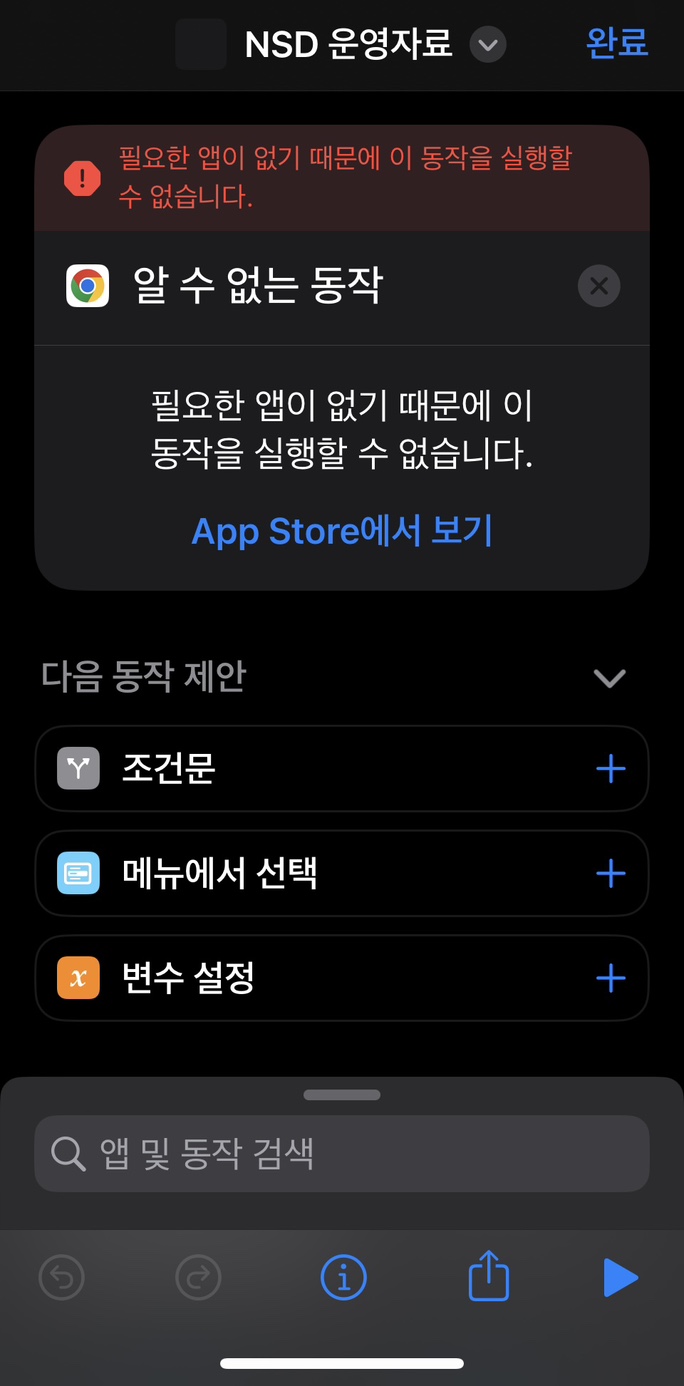 NSD 운영자료
완료
필요한 앱이 없기 때문에 이 동작을 실행할
수 없습니다.
알 수 없는 동작
필요한 앱이 없기 때문에 이
동작을 실행할 수 없습니다.
App Store에서 보기
다음 동작 제안
조건문
메뉴에서 선택
변수 설정
앱 및 동작 검색